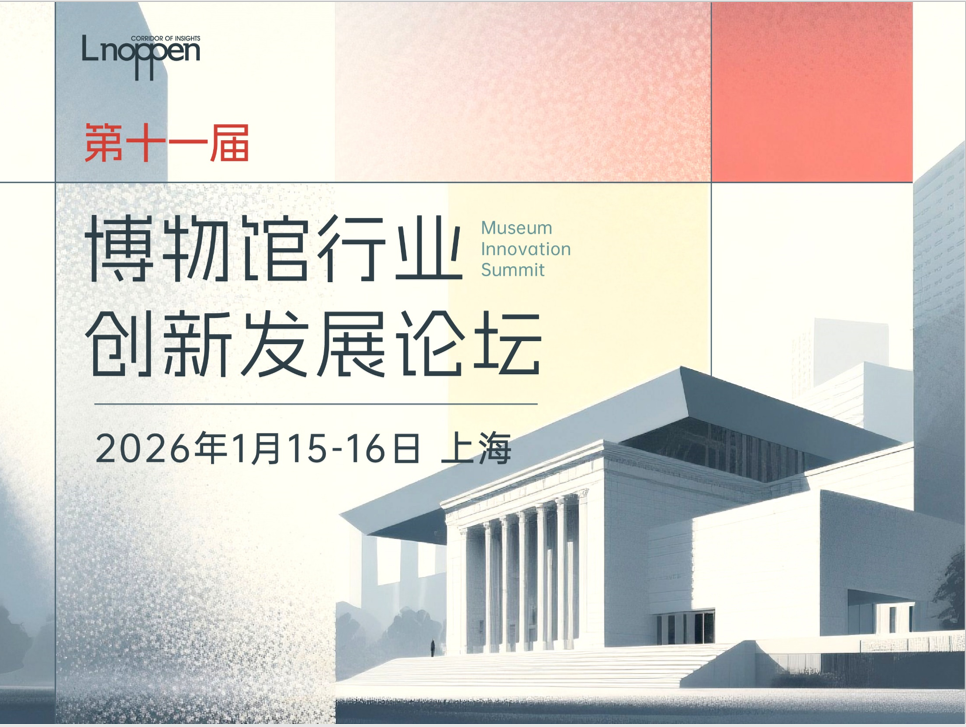 CORRIDOR OF INSIGHTS
Lnoppen
第十一届
博物馆行业
Museum
Innovation
Summit
创新发展论坛
2026年1月15-16日 上海